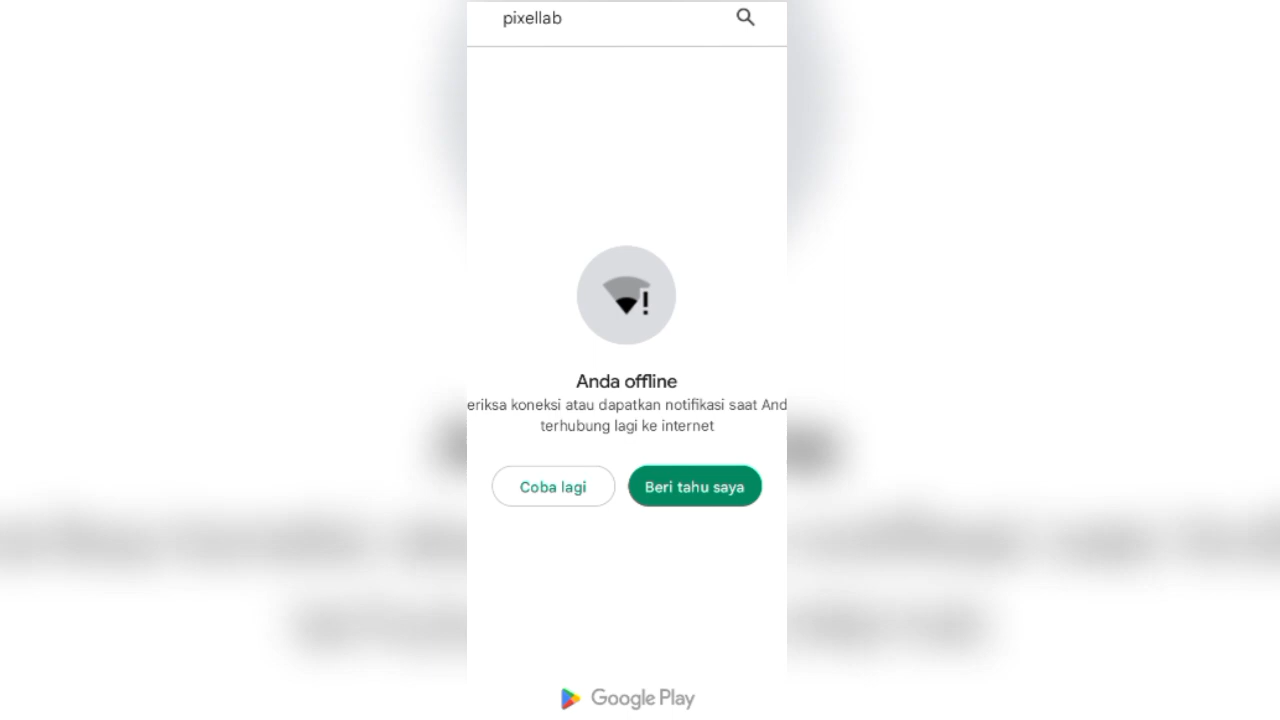 pixellab
Anda offline
eriksa koneksi atau dapatkan notifikasi saat And
terhubung lagi ke internet
Coba lagi
Beri tahu saya
Google Play